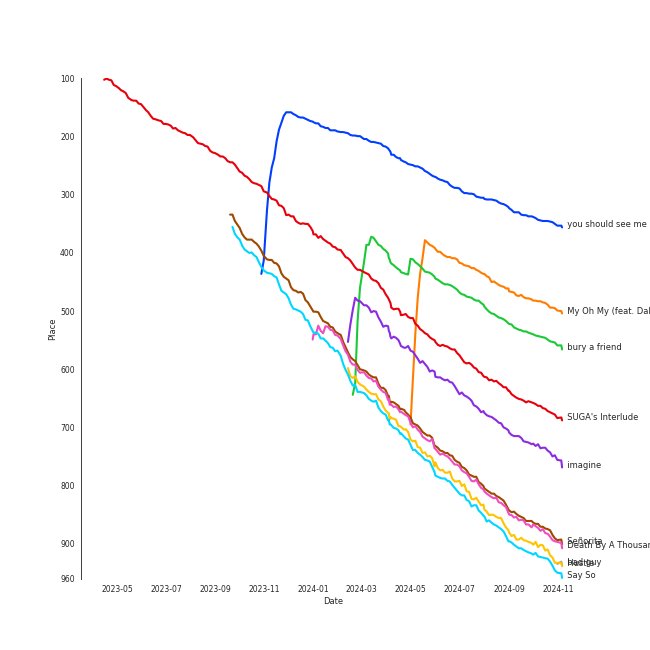 100
200
300
400
500
600
700
800
900
960
Place
2023-05
2023-07
2023-09
2023-11
2024-01
2024-03
2024-05
2024-07
2024-09
2024-11
Date
you should see me
My Oh My (feat. Dal
bury a friend
SUGA's Interlude
imagine
Señorita
Death By A Thousan
bad guy
Say So